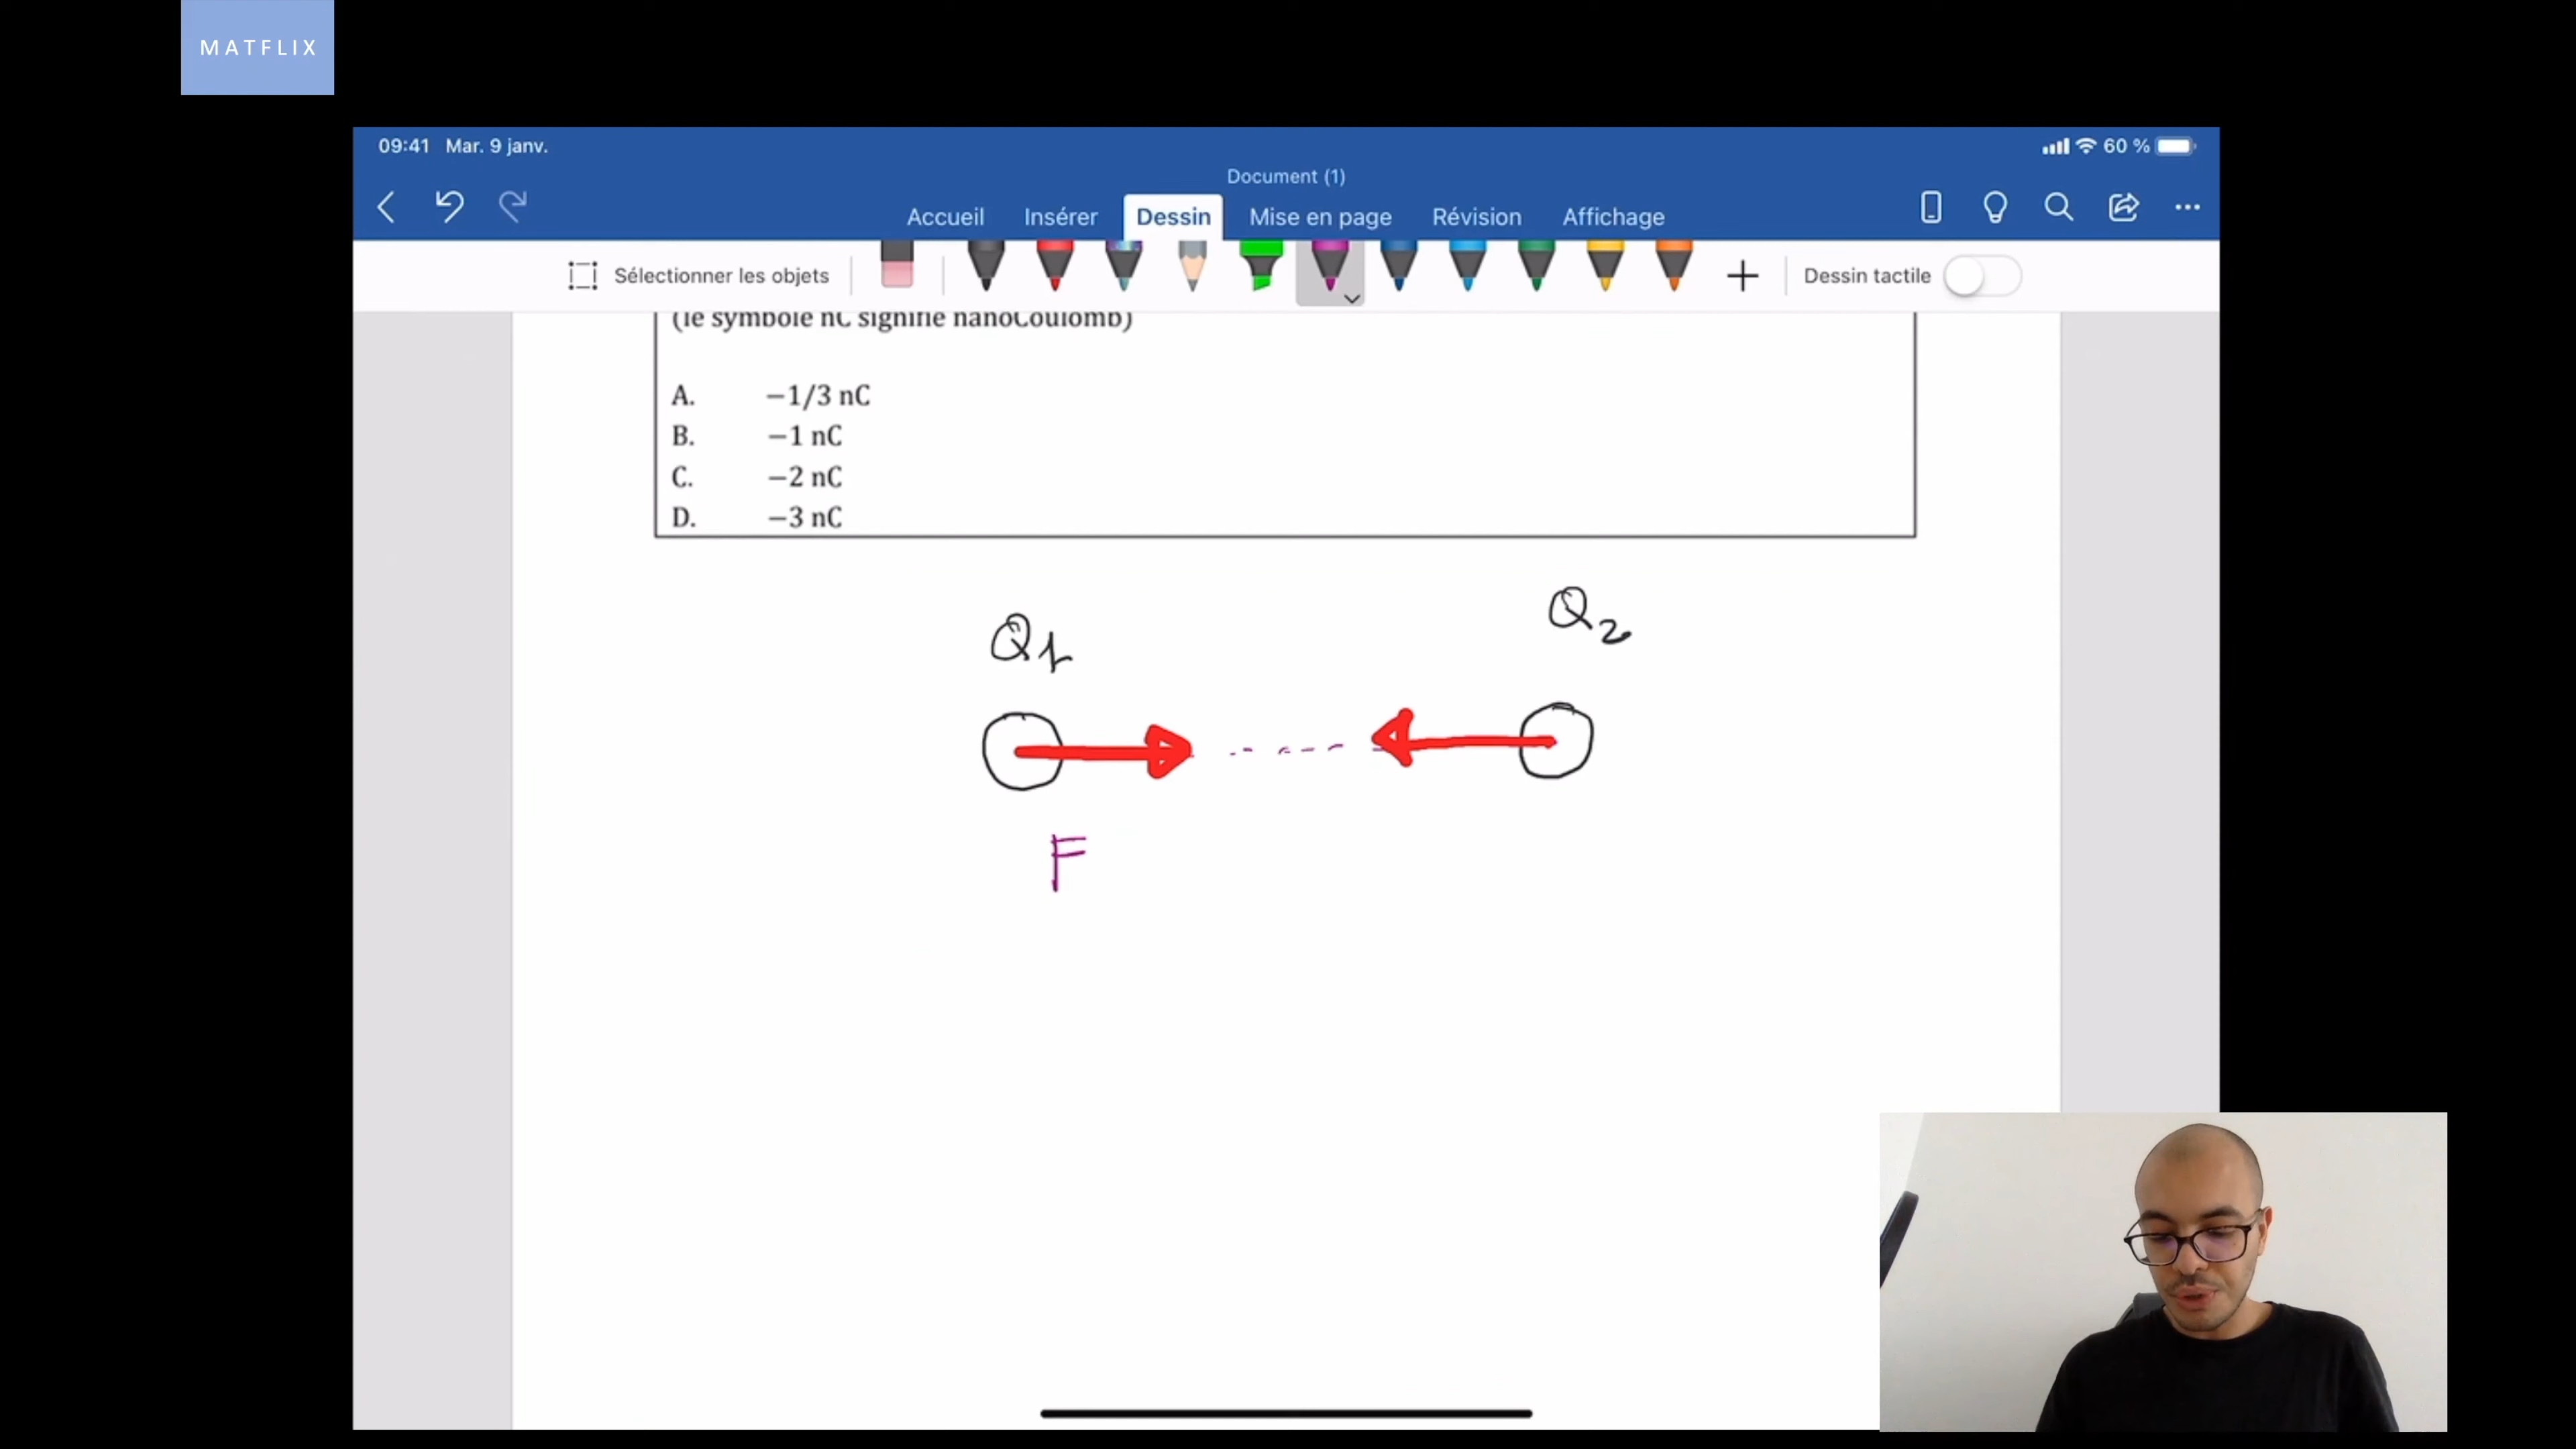 MATFLIX
09:41 Mar. 9 janv.
60 %
Document (1)
Accueil Insérer Dessin Mise en page Révision Affichage
Sélectionner les objets
Dessin tactile
(le symbole nC signifie nanoCoulomb)
A. −1/3 nC
B. −1 nC
C. −2 nC
D. −3 nC
Q1
Q2
F